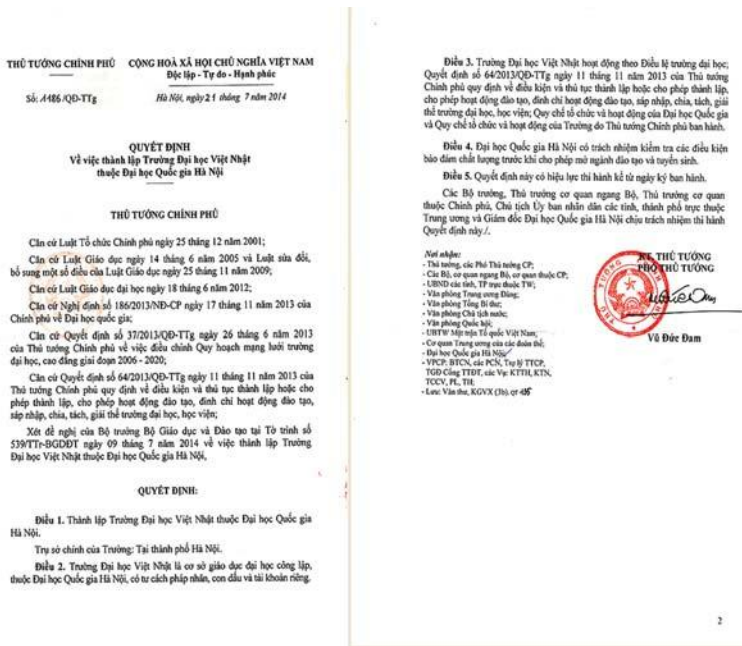 THỦ TƯỚNG CHÍNH PHỦ
CỘNG HOÀ XÃ HỘI CHỦ NGHĨA VIỆT NAM
Độc lập - Tự do - Hạnh phúc
Số: 1186/QĐ-TTg
Hà Nội, ngày 21 tháng 7 năm 2014
QUYẾT ĐỊNH
Về việc thành lập Trường Đại học Việt Nhật
thuộc Đại học Quốc gia Hà Nội
THỦ TƯỚNG CHÍNH PHỦ
Căn cứ Luật Tổ chức Chính phủ ngày 25 tháng 12 năm 2001;
Căn cứ Luật Giáo dục ngày 14 tháng 6 năm 2005 và Luật sửa đổi,
bổ sung một số điều của Luật Giáo dục ngày 25 tháng 11 năm 2009;
Căn cứ Luật Giáo dục đại học ngày 18 tháng 6 năm 2012;
Căn cứ Nghị định số 186/2013/NĐ-CP ngày 17 tháng 11 năm 2013 của
Chính phủ về Đại học quốc gia;
Căn cứ Quyết định số 37/2013/QĐ-TTg ngày 26 tháng 6 năm 2013
của Thủ tướng Chính phủ về việc điều chỉnh Quy hoạch mạng lưới trường
đại học, cao đẳng giai đoạn 2006 - 2020;
Căn cứ Quyết định số 64/2013/QĐ-TTg ngày 11 tháng 11 năm 2013 của
Thủ tướng Chính phủ quy định về điều kiện và thủ tục thành lập hoặc cho
phép thành lập, cho phép hoạt động đào tạo, đình chỉ hoạt động đào tạo,
sáp nhập, chia, tách, giải thể trường đại học, học viện;
Xét đề nghị của Bộ trưởng Bộ Giáo dục và Đào tạo tại Tờ trình số
539/TTr-BGDĐT ngày 09 tháng 7 năm 2014 về việc thành lập Trường
Đại học Việt Nhật thuộc Đại học Quốc gia Hà Nội,
QUYẾT ĐỊNH:
Điều 1. Thành lập Trường Đại học Việt Nhật thuộc Đại học Quốc gia
Hà Nội.
Trụ sở chính của Trường: Tại thành phố Hà Nội.
Điều 2. Trường Đại học Việt Nhật là cơ sở giáo dục đại học công lập,
thuộc Đại học Quốc gia Hà Nội, có tư cách pháp nhân, con dấu và tài khoản riêng.
Điều 3. Trường Đại học Việt Nhật hoạt động theo Điều lệ trường đại học;
Quyết định số 64/2013/QĐ-TTg ngày 11 tháng 11 năm 2013 của Thủ tướng
Chính phủ quy định về điều kiện và thủ tục thành lập hoặc cho phép thành lập,
cho phép hoạt động đào tạo, đình chỉ hoạt động đào tạo, sáp nhập, chia, tách, giải
thể trường đại học, học viện; Quy chế tổ chức và hoạt động của Đại học Quốc gia
và Quy chế tổ chức và hoạt động của Trường do Thủ tướng Chính phủ ban hành.
Điều 4. Đại học Quốc gia Hà Nội có trách nhiệm kiểm tra các điều kiện
bảo đảm chất lượng trước khi cho phép mở ngành đào tạo và tuyển sinh.
Điều 5. Quyết định này có hiệu lực thi hành kể từ ngày ký ban hành.
Các Bộ trưởng, Thủ trưởng cơ quan ngang Bộ, Thủ trưởng cơ quan
thuộc Chính phủ, Chủ tịch Ủy ban nhân dân các tỉnh, thành phố trực thuộc
Trung ương và Giám đốc Đại học Quốc gia Hà Nội chịu trách nhiệm thi hành
Quyết định này./.
Nơi nhận:
- Thủ tướng, các Phó Thủ tướng CP;
- Các Bộ, cơ quan ngang Bộ, cơ quan thuộc CP;
- UBND các tỉnh, TP trực thuộc TW;
- Văn phòng Trung ương Đảng;
- Văn phòng Tổng Bí thư;
- Văn phòng Chủ tịch nước;
- Văn phòng Quốc hội;
- UBTW Mặt trận Tổ quốc Việt Nam;
- Cơ quan Trung ương của các đoàn thể;
- Đại học Quốc gia Hà Nội;
- VPCP: BTCN, các PCN, Trợ lý TTCP,
TGĐ Cổng TTĐT, các Vụ: KTTH, KTN,
TCCV, PL, TH;
- Lưu: Văn thư, KGVX (3b).
KT. THỦ TƯỚNG
PHÓ THỦ TƯỚNG
Vũ Đức Đam
2